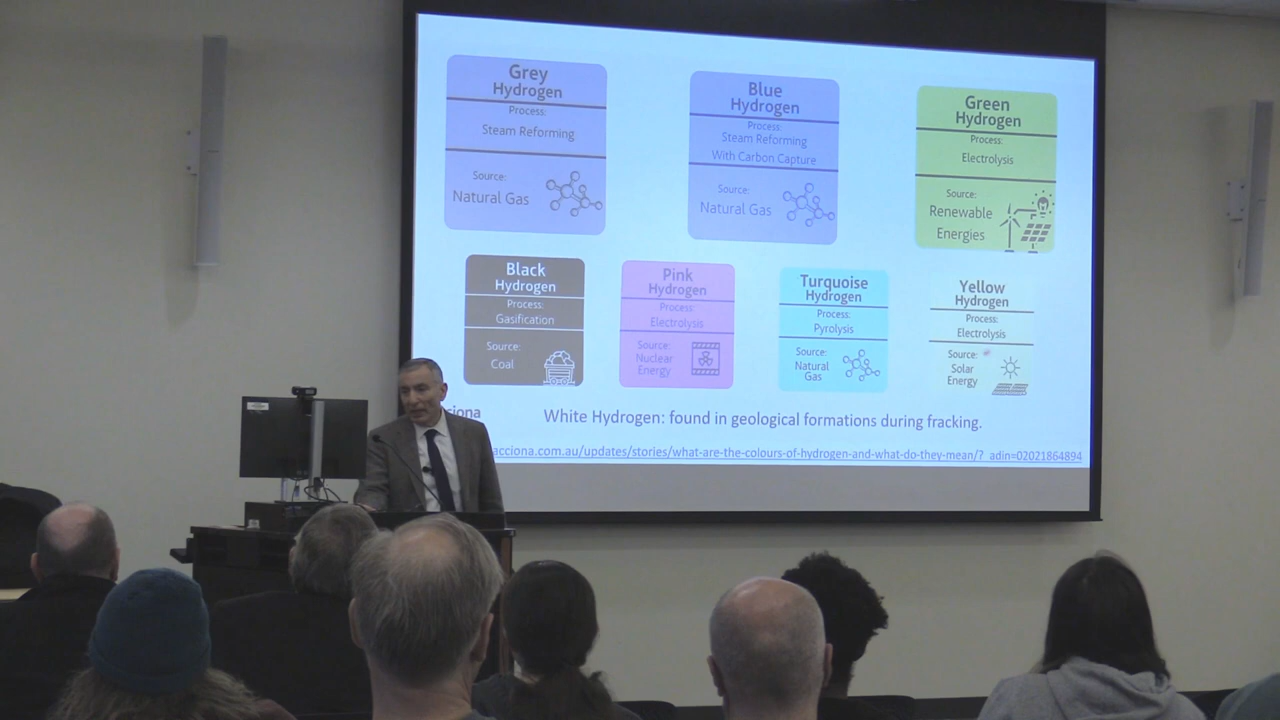 Grey
Hydrogen
Process:
Steam Reforming
Source:
Natural Gas
Blue
Hydrogen
Process:
Steam Reforming
With Carbon Capture
Source:
Natural Gas
Green
Hydrogen
Process:
Electrolysis
Source:
Renewable
Energies
Black
Hydrogen
Process:
Gasification
Source:
Coal
Pink
Hydrogen
Process:
Electrolysis
Source:
Nuclear
Energy
Turquoise
Hydrogen
Process:
Pyrolysis
Source:
Natural
Gas
Yellow
Hydrogen
Process:
Electrolysis
Source:
Solar
Energy
ciona
White Hydrogen: found in geological formations during fracking.
acciona.com.au/updates/stories/what-are-the-colours-of-hydrogen-and-what-do-they-mean/?_adin=02021864894